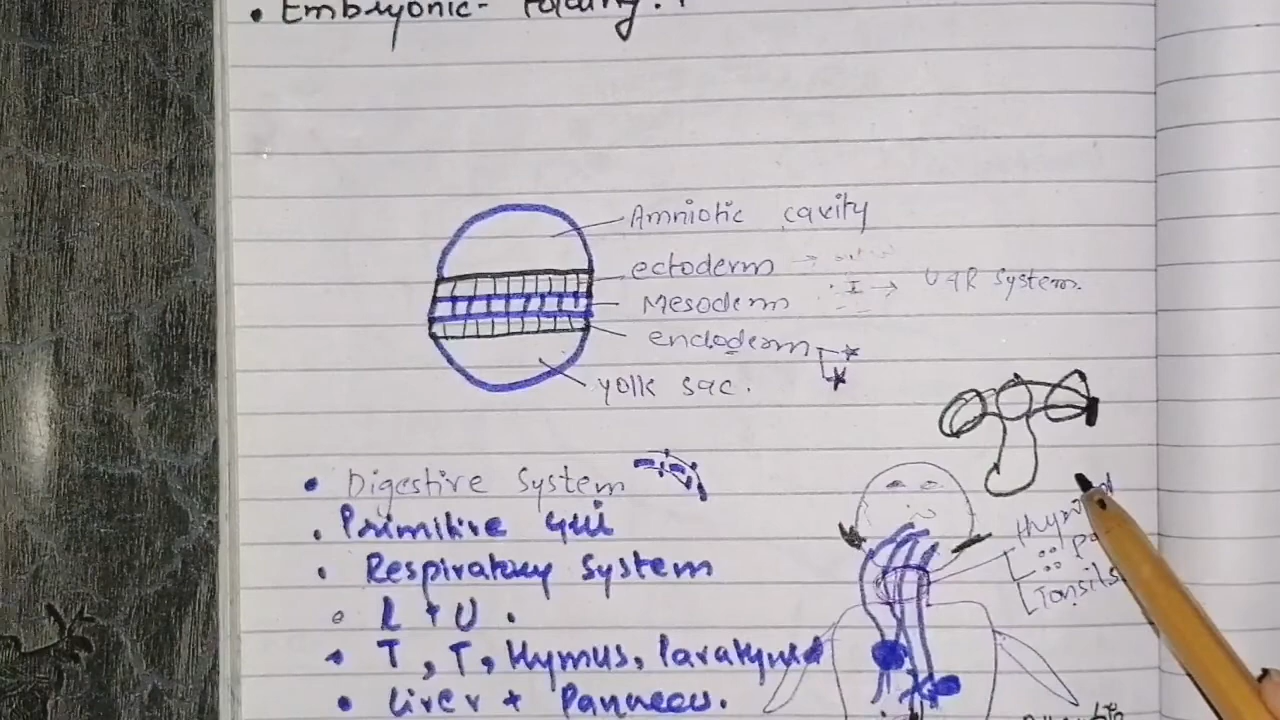 • Embryonic- folding.
Amniotic cavity
ectoderm →
I → U4R System.
Mesoderm
endoderm
yolk sac.
• Digestive System
• Primitive Gut
• Respiratory System
• L + U .
• T, T, Hymus, Parathyroid
• Liver + Pancreas.
Tonsils